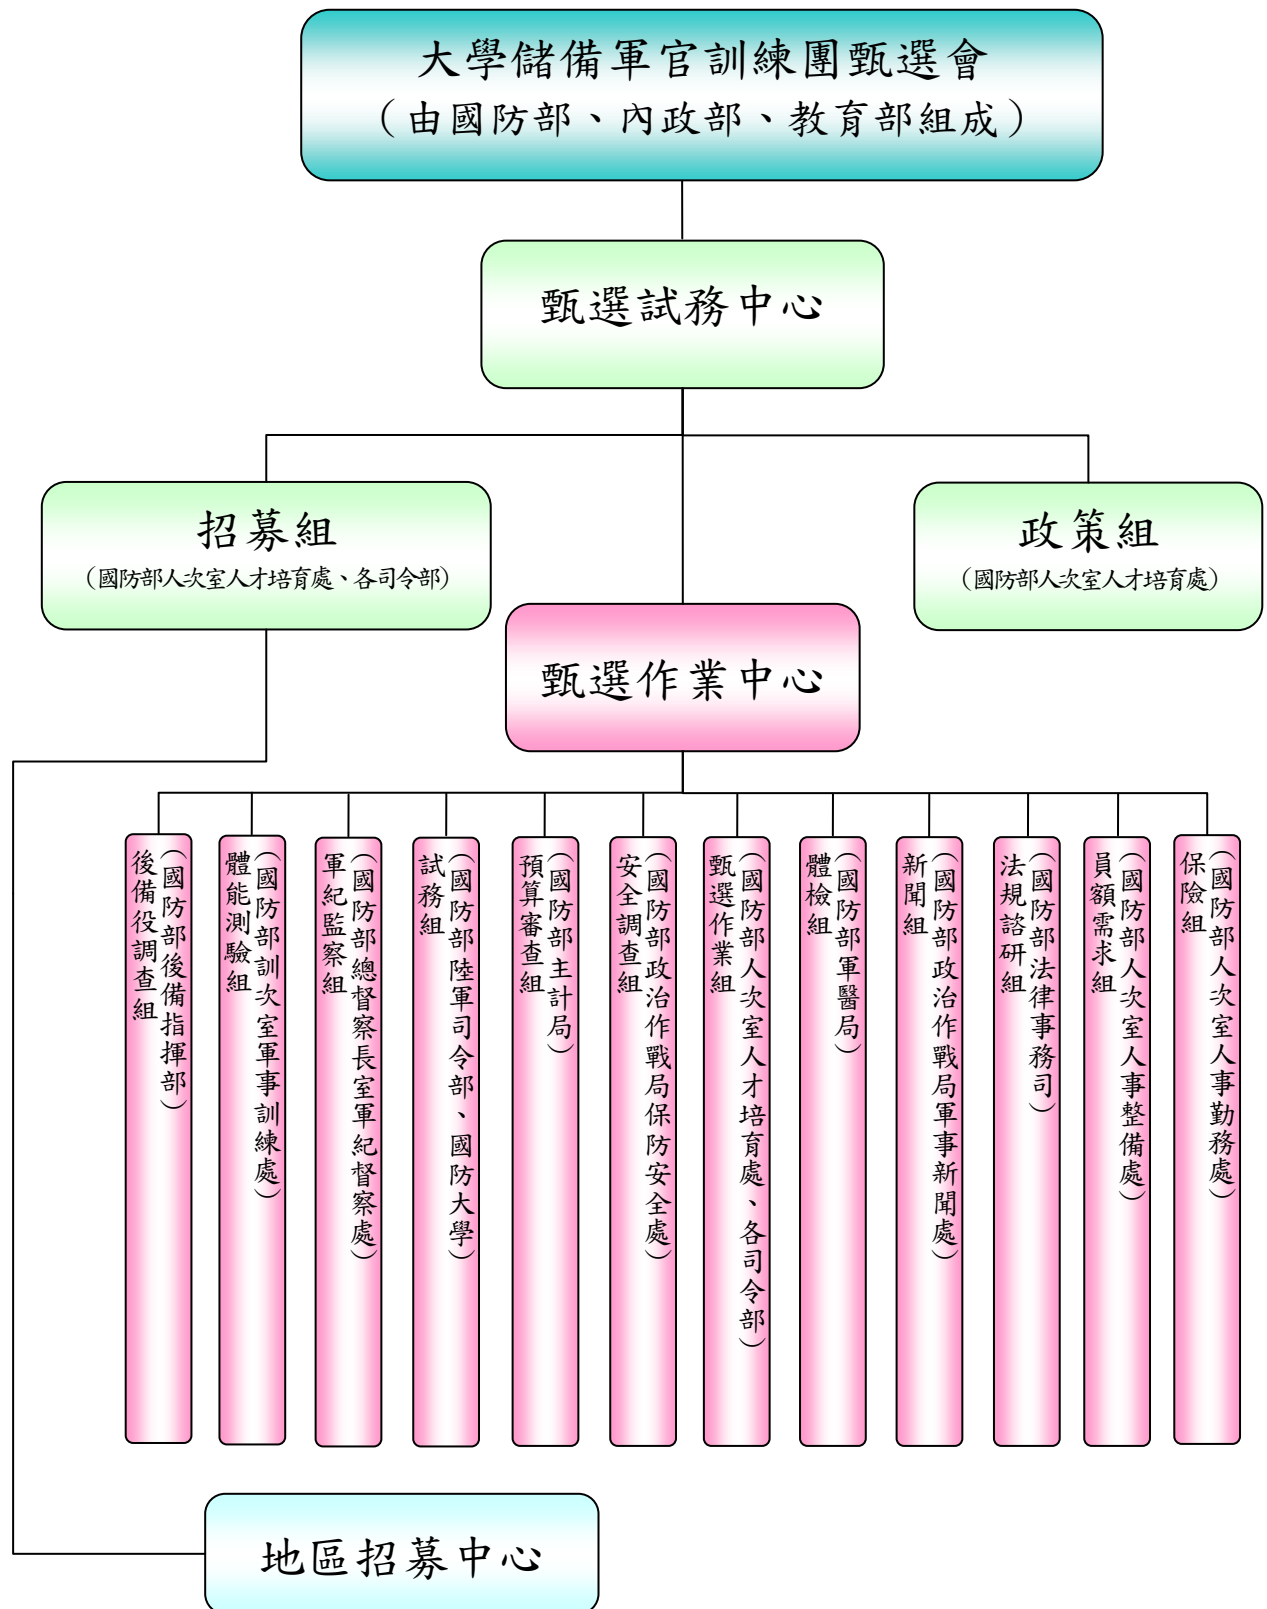 大學儲備軍官訓練團甄選會
（由國防部、內政部、教育部組成）
甄選試務中心
招募組
（國防部人次室人才培育處、各司令部）
政策組
（國防部人次室人才培育處）
甄選作業中心
後備役調查組
（國防部後備指揮部）
體能測驗組
（國防部訓次室軍事訓練處）
軍紀監察組
（國防部總督察長室軍紀督察處）
試務組
（國防部陸軍司令部、國防大學）
預算審查組
（國防部主計局）
安全調查組
（國防部政治作戰局保防安全處）
甄選作業組
（國防部人次室人才培育處、各司令部）
體檢組
（國防部軍醫局）
新聞組
（國防部政治作戰局軍事新聞處）
法規諮研組
（國防部法律事務司）
員額需求組
（國防部人次室人事整備處）
保險組
（國防部人次室人事勤務處）
地區招募中心